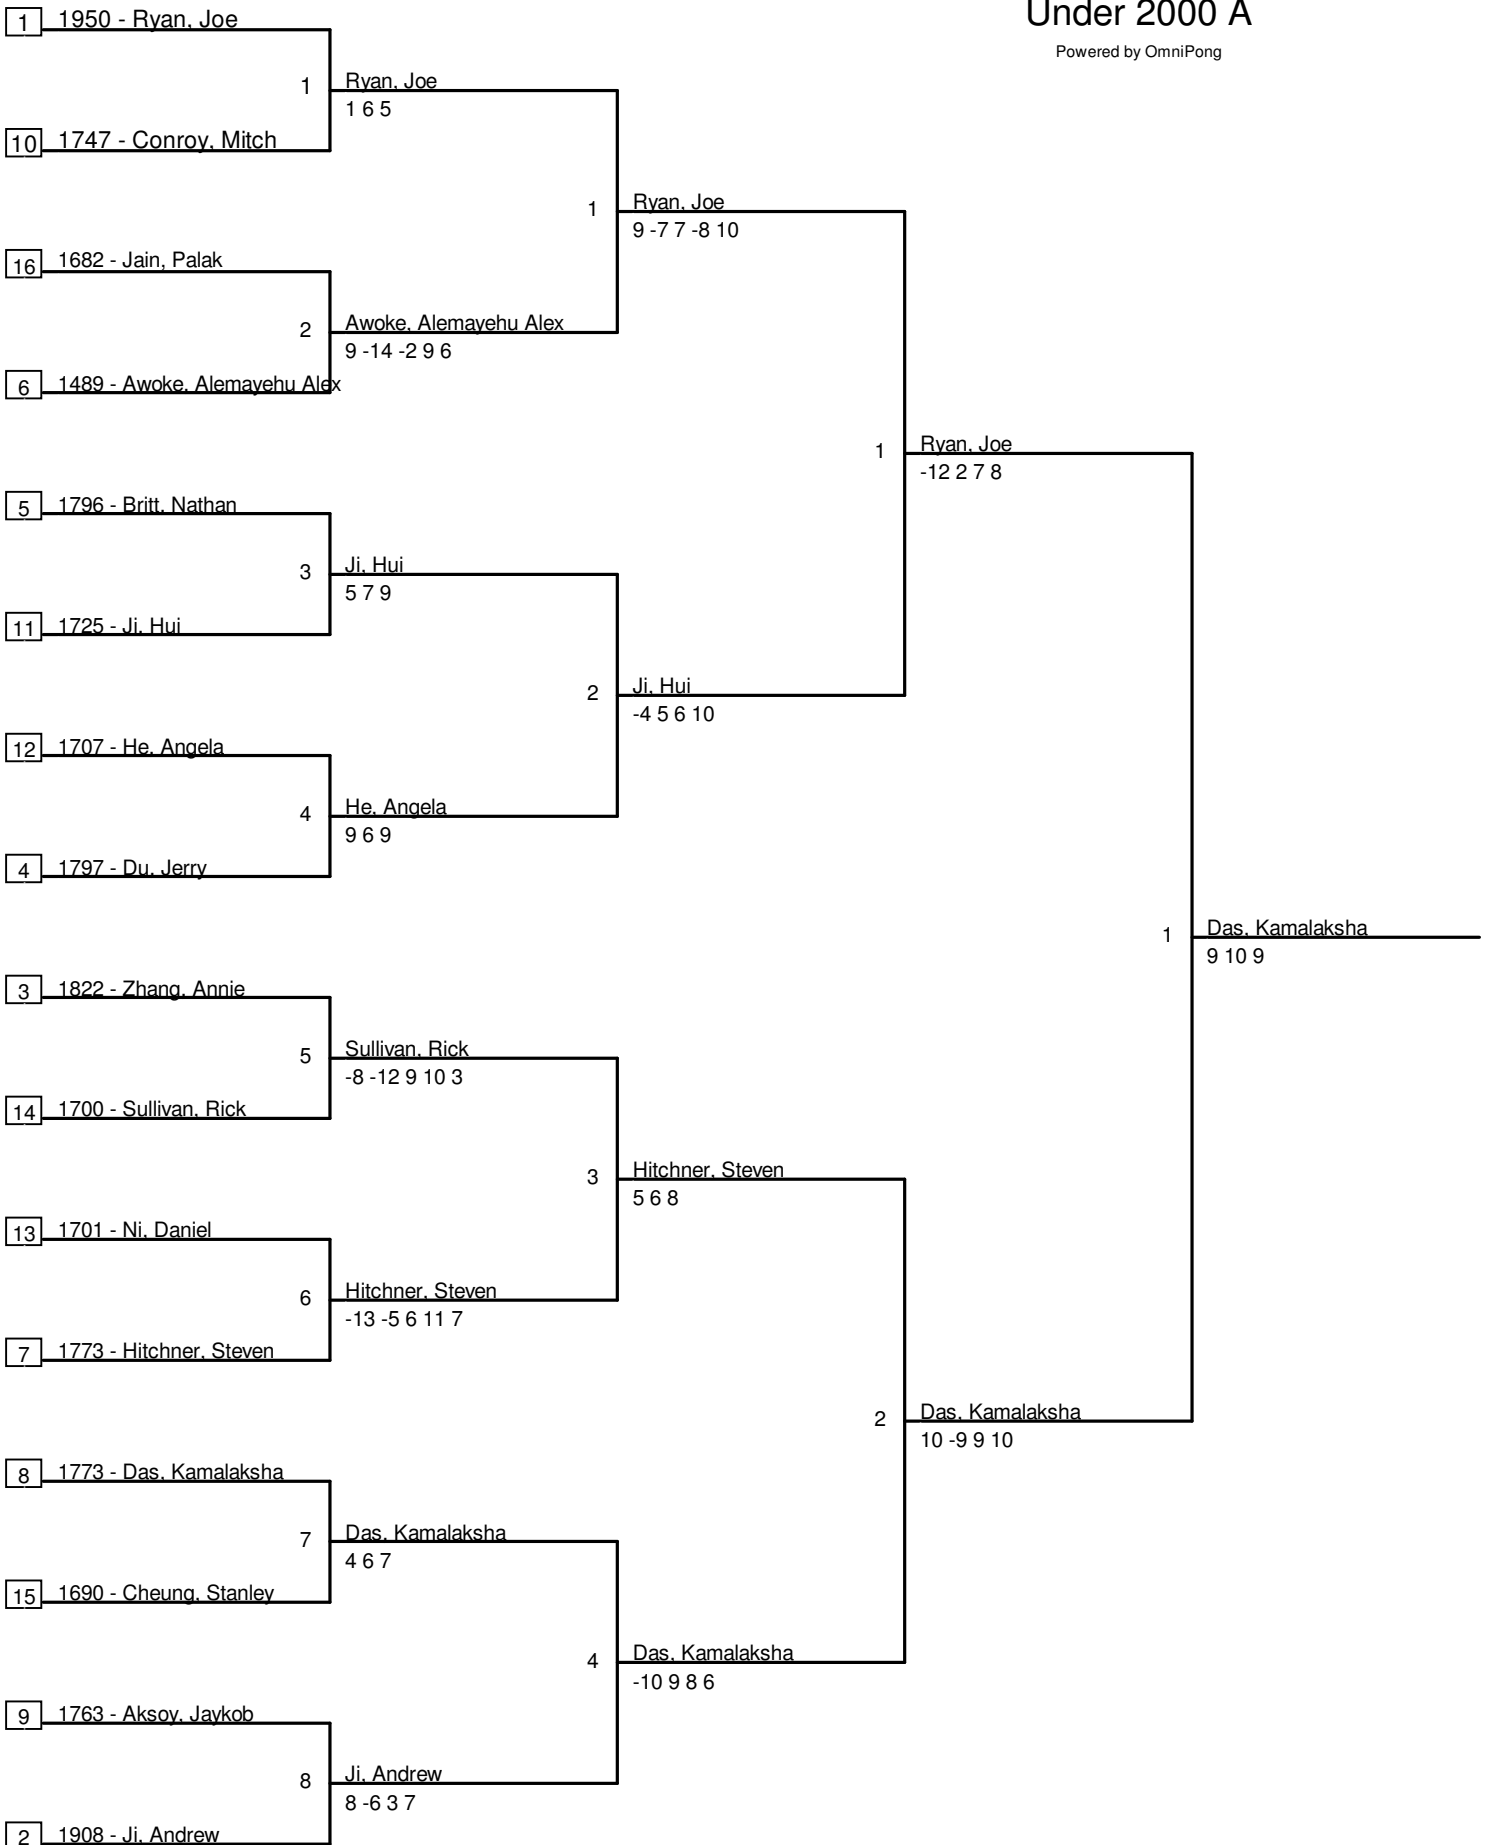 Under 2000 A
Powered by OmniPong
1 1950 - Ryan, Joe
1 Ryan, Joe
1 6 5
10 1747 - Conroy, Mitch
1 Ryan, Joe
9 -7 7 -8 10
16 1682 - Jain, Palak
2 Awoke, Alemayehu Alex
9 -14 -2 9 6
6 1489 - Awoke, Alemayehu Alex
1 Ryan, Joe
-12 2 7 8
5 1796 - Britt, Nathan
3 Ji, Hui
5 7 9
11 1725 - Ji, Hui
2 Ji, Hui
-4 5 6 10
12 1707 - He, Angela
4 He, Angela
9 6 9
4 1797 - Du, Jerry
1 Das, Kamalaksha
9 10 9
3 1822 - Zhang, Annie
5 Sullivan, Rick
-8 -12 9 10 3
14 1700 - Sullivan, Rick
3 Hitchner, Steven
5 6 8
13 1701 - Ni, Daniel
6 Hitchner, Steven
-13 -5 6 11 7
7 1773 - Hitchner, Steven
2 Das, Kamalaksha
10 -9 9 10
8 1773 - Das, Kamalaksha
7 Das, Kamalaksha
4 6 7
15 1690 - Cheung, Stanley
4 Das, Kamalaksha
-10 9 8 6
9 1763 - Aksoy, Jaykob
8 Ji, Andrew
8 -6 3 7
2 1908 - Ji, Andrew